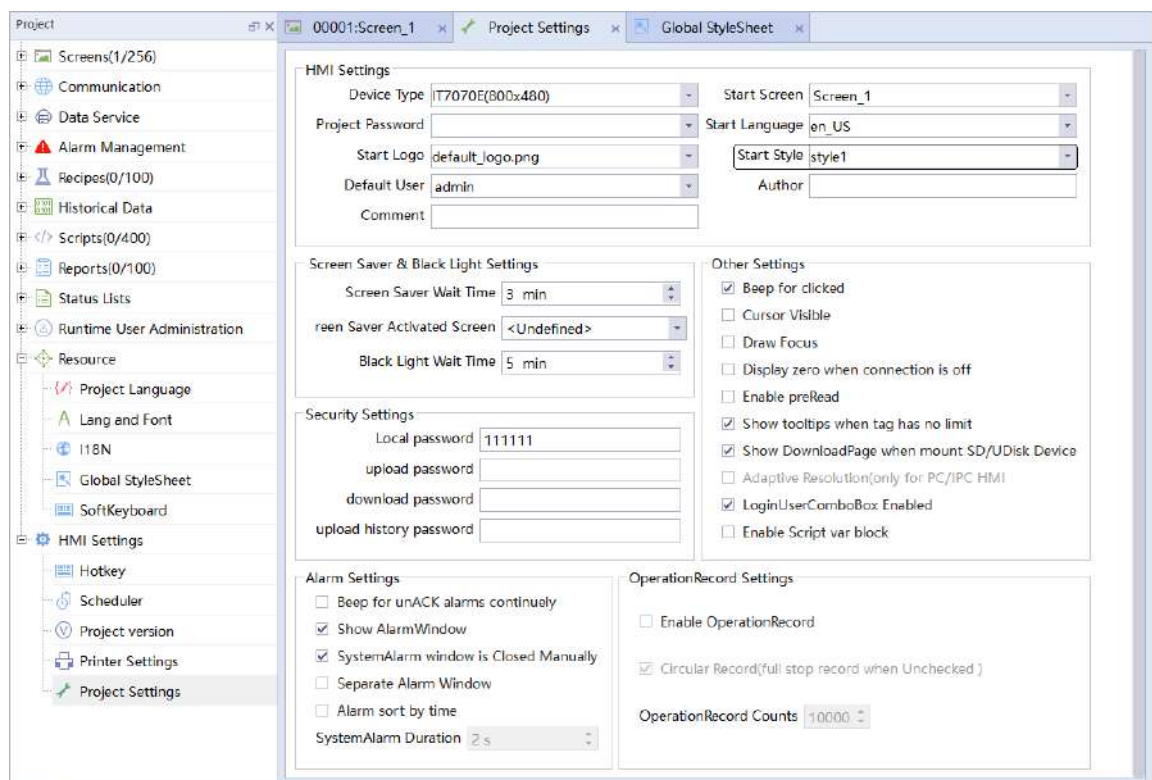 Project
00001:Screen_1
Project Settings
Global StyleSheet
Screens(1/256)
Communication
Data Service
Alarm Management
Recipes(0/100)
Historical Data
Scripts(0/400)
Reports(0/100)
Status Lists
Runtime User Administration
Resource
Project Language
Lang and Font
I18N
Global StyleSheet
SoftKeyboard
HMI Settings
Hotkey
Scheduler
Project version
Printer Settings
Project Settings
HMI Settings
Device Type IT7070E(800x480)
Start Screen Screen_1
Project Password
Start Language en_US
Start Logo default_logo.png
Start Style style1
Default User admin
Author
Comment
Screen Saver & Black Light Settings
Screen Saver Wait Time 3 min
reen Saver Activated Screen <Undefined>
Black Light Wait Time 5 min
Other Settings
Beep for clicked
Cursor Visible
Draw Focus
Display zero when connection is off
Enable preRead
Show tooltips when tag has no limit
Show DownloadPage when mount SD/UDisk Device
Adaptive Resolution(only for PC/IPC HMI
LoginUserComboBox Enabled
Enable Script var block
Security Settings
Local password 111111
upload password
download password
upload history password
Alarm Settings
Beep for unACK alarms continuely
Show AlarmWindow
SystemAlarm window is Closed Manually
Separate Alarm Window
Alarm sort by time
SystemAlarm Duration 2 s
OperationRecord Settings
Enable OperationRecord
Circular Record(full stop record when Unchecked )
OperationRecord Counts 10000